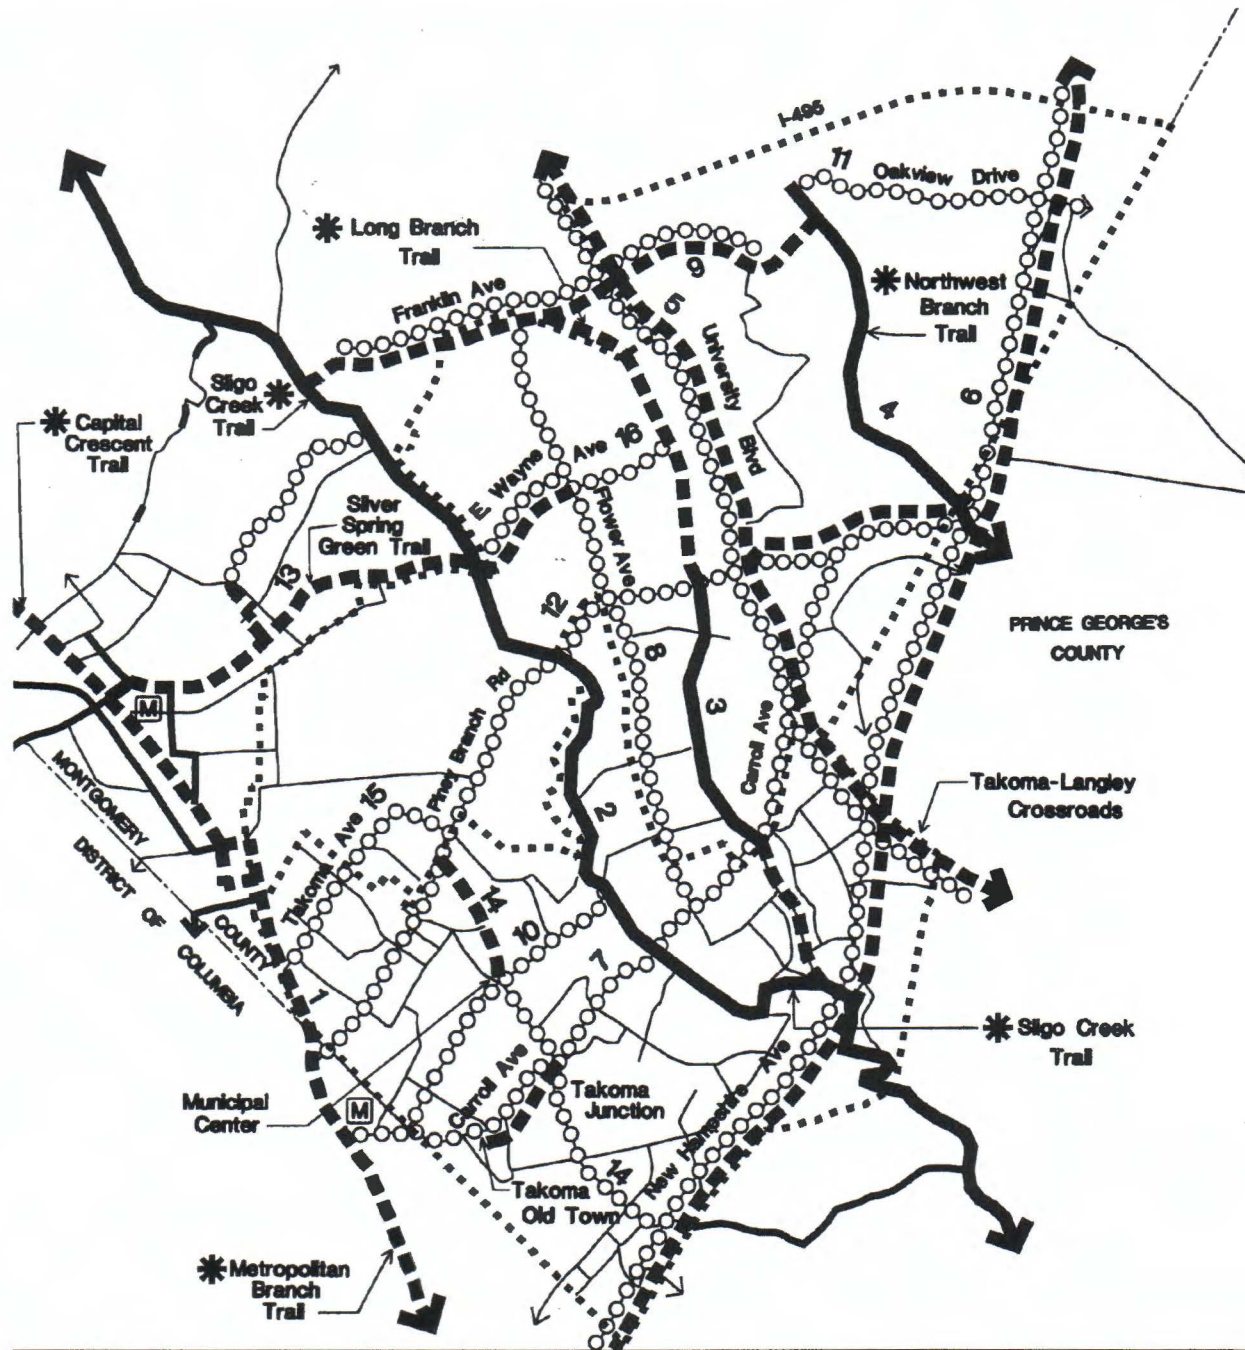 I-495
11
Oakview Drive
✳ Long Branch
Trail
9
Franklin Ave
5
✳ Northwest
Branch
Trail
University
Blvd
6
Sligo
Creek ✳
Trail
4
✳ Capital
Crescent
Trail
E. Wayne Ave 16
Silver
Spring
Green Trail
Flower Ave
13
12
PRINCE GEORGE'S
COUNTY
8
Piney Branch Rd
3
M
Carroll Ave
MONTGOMERY
COUNTY
DISTRICT OF COLUMBIA
Takoma-Langley
Crossroads
2
Takoma Ave 15
14
10
7
1
✳ Sligo Creek
Trail
Municipal
Center
M
Carroll Ave
Takoma
Junction
New Hampshire Ave
14
Takoma
Old Town
✳ Metropolitan
Branch
Trail